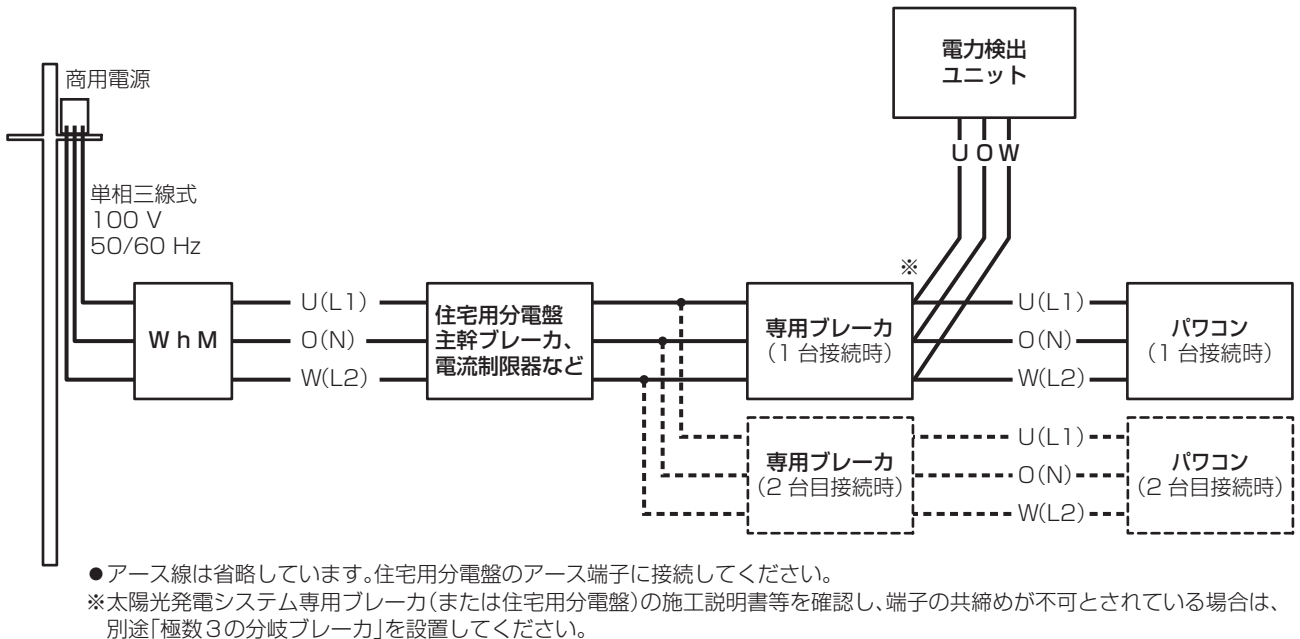 電力検出
ユニット
商用電源
U O W
単相三線式
100 V
50/60 Hz
※
WhM
U(L1)
O(N)
W(L2)
住宅用分電盤
主幹ブレーカ、
電流制限器など
専用ブレーカ
(1 台接続時)
U(L1)
O(N)
W(L2)
パワコン
(1 台接続時)
専用ブレーカ
(2 台目接続時)
U(L1)
O(N)
W(L2)
パワコン
(2 台目接続時)
●アース線は省略しています。住宅用分電盤のアース端子に接続してください。
※太陽光発電システム専用ブレーカ(または住宅用分電盤)の施工説明書等を確認し、端子の共締めが不可とされている場合は、
別途「極数3の分岐ブレーカ」を設置してください。